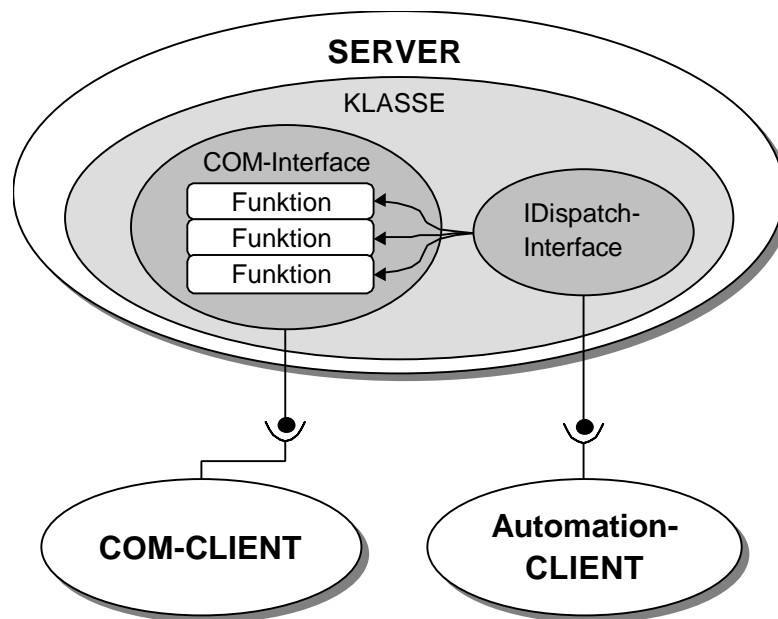 SERVER
KLASSE
COM-Interface
Funktion
Funktion
Funktion
IDispatch-
Interface
COM-CLIENT
Automation-
CLIENT